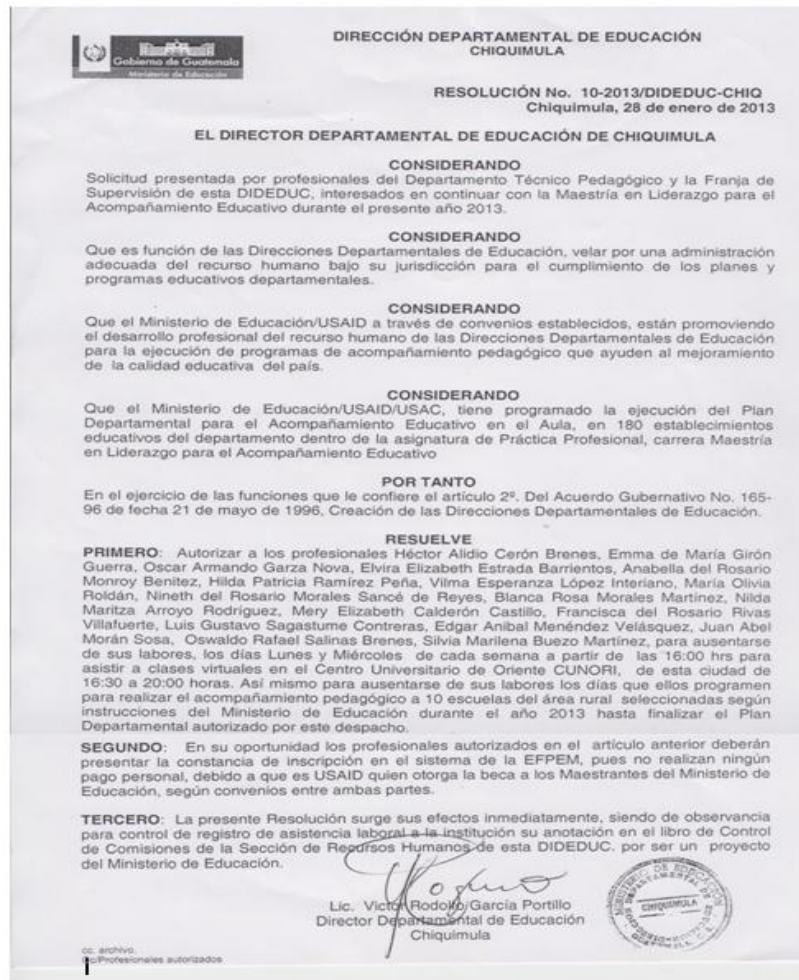 DIRECCIÓN DEPARTAMENTAL DE EDUCACIÓN
CHIQUIMULA
Gobierno de Guatemala
Ministerio de Educación
RESOLUCIÓN No. 10-2013/DIDEDUC-CHIQ
Chiquimula, 28 de enero de 2013
EL DIRECTOR DEPARTAMENTAL DE EDUCACIÓN DE CHIQUIMULA
CONSIDERANDO
Solicitud presentada por profesionales del Departamento Técnico Pedagógico y la Franja de
Supervisión de esta DIDEDUC, interesados en continuar con la Maestría en Liderazgo para el
Acompañamiento Educativo durante el presente año 2013.
CONSIDERANDO
Que es función de las Direcciones Departamentales de Educación, velar por una administración
adecuada del recurso humano bajo su jurisdicción para el cumplimiento de los planes y
programas educativos departamentales.
CONSIDERANDO
Que el Ministerio de Educación/USAID a través de convenios establecidos, están promoviendo
el desarrollo profesional del recurso humano de las Direcciones Departamentales de Educación
para la ejecución de programas de acompañamiento pedagógico que ayuden al mejoramiento
de la calidad educativa del país.
CONSIDERANDO
Que el Ministerio de Educación/USAID/USAC, tiene programado la ejecución del Plan
Departamental para el Acompañamiento Educativo en el Aula, en 180 establecimientos
educativos del departamento dentro de la asignatura de Práctica Profesional, carrera Maestría
en Liderazgo para el Acompañamiento Educativo
POR TANTO
En el ejercicio de las funciones que le confiere el artículo 2º. Del Acuerdo Gubernativo No. 165-
96 de fecha 21 de mayo de 1996, Creación de las Direcciones Departamentales de Educación.
RESUELVE
PRIMERO: Autorizar a los profesionales Héctor Alidio Cerón Brenes, Emma de María Girón
Guerra, Oscar Armando Garza Nova, Elvira Elizabeth Estrada Barrientos, Anabella del Rosario
Monroy Benitez, Hilda Patricia Ramírez Peña, Vilma Esperanza López Interiano, María Olivia
Roldán, Nineth del Rosario Morales Sancé de Reyes, Blanca Rosa Morales Martínez, Nilda
Maritza Arroyo Rodríguez, Mery Elizabeth Calderón Castillo, Francisca del Rosario Rivas
Villafuerte, Luis Gustavo Sagastume Contreras, Edgar Anibal Menéndez Velásquez, Juan Abel
Morán Sosa, Oswaldo Rafael Salinas Brenes, Silvia Marilena Buezo Martínez, para ausentarse
de sus labores, los días Lunes y Miércoles de cada semana a partir de las 16:00 hrs para
asistir a clases virtuales en el Centro Universitario de Oriente CUNORI, de esta ciudad de
16:30 a 20:00 horas. Así mismo para ausentarse de sus labores los días que ellos programen
para realizar el acompañamiento pedagógico a 10 escuelas del área rural seleccionadas según
instrucciones del Ministerio de Educación durante el año 2013 hasta finalizar el Plan
Departamental autorizado por este despacho.
SEGUNDO: En su oportunidad los profesionales autorizados en el artículo anterior deberán
presentar la constancia de inscripción en el sistema de la EFPEM, pues no realizan ningún
pago personal, debido a que es USAID quien otorga la beca a los Maestrantes del Ministerio de
Educación, según convenios entre ambas partes.
TERCERO: La presente Resolución surge sus efectos inmediatamente, siendo de observancia
para control de registro de asistencia laboral a la institución su anotación en el libro de Control
de Comisiones de la Sección de Recursos Humanos de esta DIDEDUC. por ser un proyecto
del Ministerio de Educación.
Lic. Victor Rodolfo García Portillo
Director Departamental de Educación
Chiquimula
CHIQUIMULA
cc. archivo.
/Profesionales autorizados